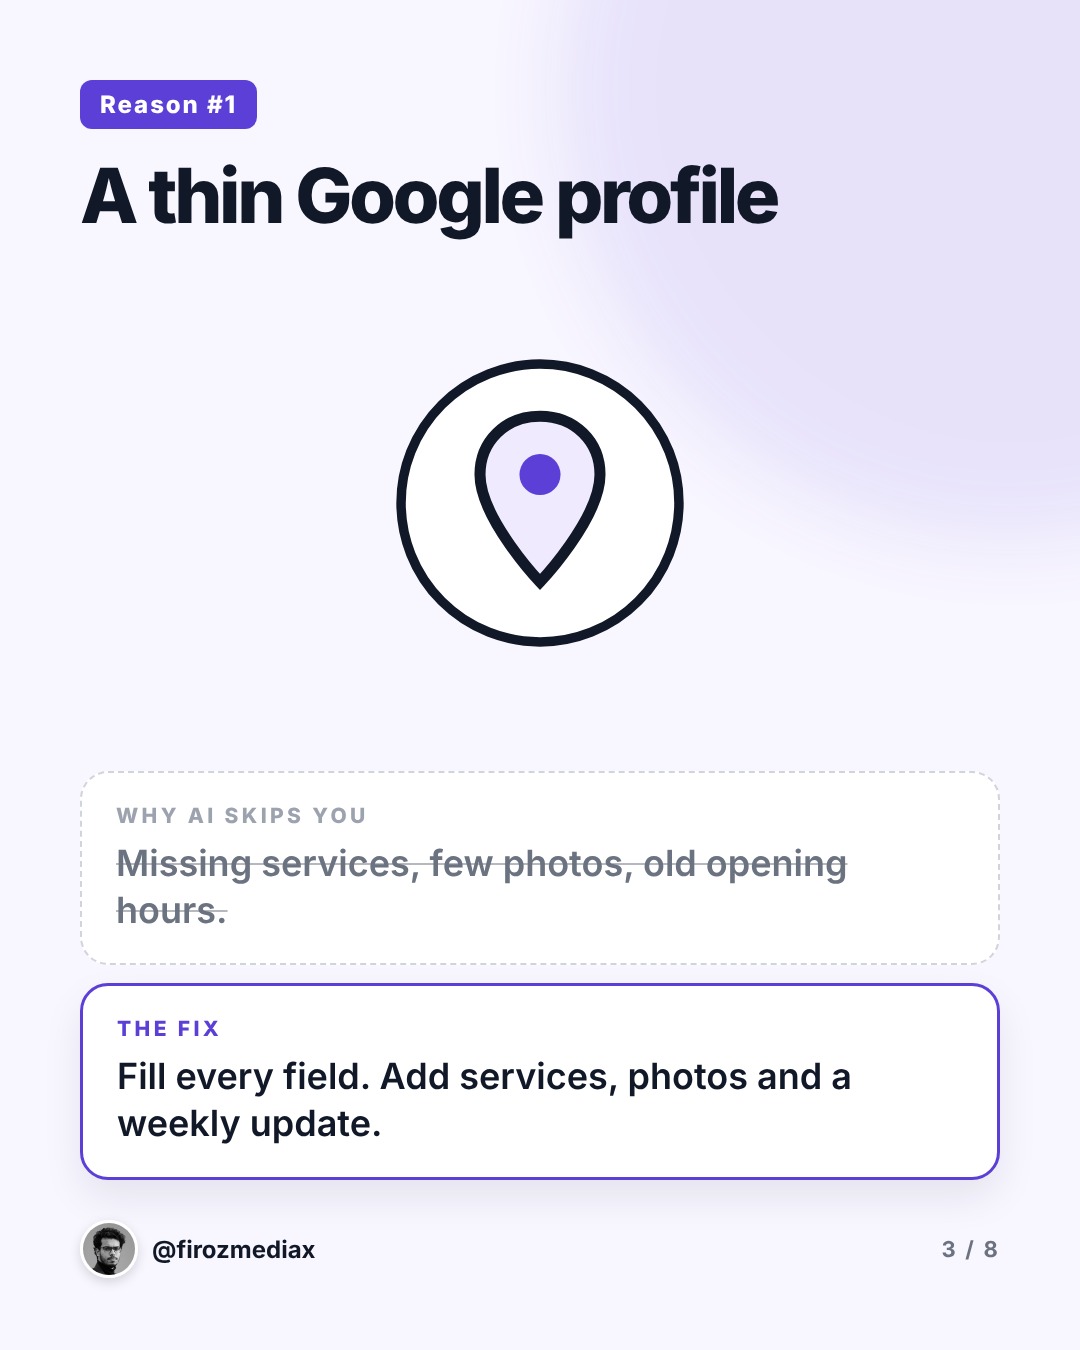 Reason #1
A thin Google profile
WHY AI SKIPS YOU
Missing services, few photos, old opening
hours.
THE FIX
Fill every field. Add services, photos and a
weekly update.
@firozmediax
3 / 8